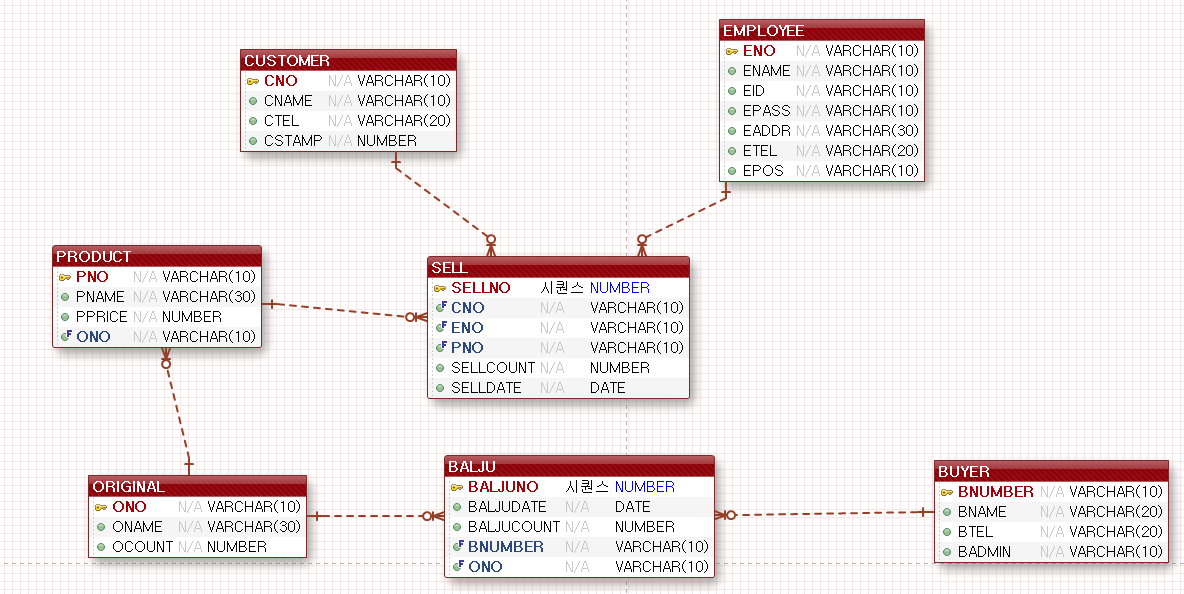 CUSTOMER
CNO N/A VARCHAR(10)
CNAME N/A VARCHAR(10)
CTEL N/A VARCHAR(20)
CSTAMP N/A NUMBER
EMPLOYEE
ENO N/A VARCHAR(10)
ENAME N/A VARCHAR(10)
EID N/A VARCHAR(10)
EPASS N/A VARCHAR(10)
EADDR N/A VARCHAR(30)
ETEL N/A VARCHAR(20)
EPOS N/A VARCHAR(10)
PRODUCT
PNO N/A VARCHAR(10)
PNAME N/A VARCHAR(30)
PPRICE N/A NUMBER
F ONO N/A VARCHAR(10)
SELL
SELLNO 시퀀스 NUMBER
F CNO N/A VARCHAR(10)
F ENO N/A VARCHAR(10)
F PNO N/A VARCHAR(10)
SELLCOUNT N/A NUMBER
SELLDATE N/A DATE
ORIGINAL
ONO N/A VARCHAR(10)
ONAME N/A VARCHAR(30)
OCOUNT N/A NUMBER
BALJU
BALJUNO 시퀀스 NUMBER
BALJUDATE N/A DATE
BALJUCOUNT N/A NUMBER
F BNUMBER N/A VARCHAR(10)
F ONO N/A VARCHAR(10)
BUYER
BNUMBER N/A VARCHAR(10)
BNAME N/A VARCHAR(20)
BTEL N/A VARCHAR(20)
BADMIN N/A VARCHAR(10)